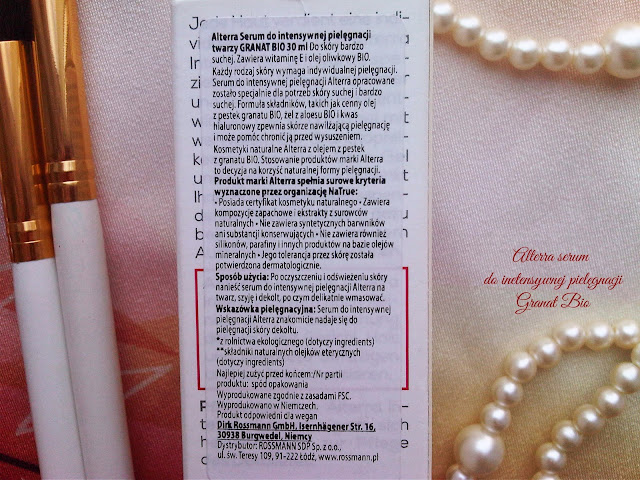 Alterra Serum do intensywnej pielęgnacji
twarzy GRANAT BIO 30 ml Do skóry bardzo
suchej. Zawiera witaminę E i olej oliwkowy BIO.
Każdy rodzaj skóry wymaga indywidualnej pielęgnacji.
Serum do intensywnej pielęgnacji Alterra opracowane
zostało specjalnie dla potrzeb skóry suchej i bardzo
suchej. Formuła składników, takich jak cenny olej
z pestek granatu BIO, żel z aloesu BIO i kwas
hialuronowy zpewnia skórze nawilżającą pielęgnację
i może pomóc chronić ją przed wysuszeniem.
Kosmetyki naturalne Alterra z olejem z pestek
z granatu BIO. Stosowanie produktów marki Alterra
to decyzja na korzyść naturalnej formy pielęgnacji.
Produkt marki Alterra spełnia surowe kryteria
wyznaczone przez organizację NaTrue:
• Posiada certyfikat kosmetyku naturalnego • Zawiera
kompozycje zapachowe i ekstrakty z surowców
naturalnych • Nie zawiera syntetycznych barwników
ani substancji konserwujących • Nie zawiera również
silikonów, parafiny i innych produktów na bazie olejów
mineralnych • Jego tolerancja przez skórę została
potwierdzona dermatologicznie.
Sposób użycia: Po oczyszczeniu i odświeżeniu skóry
nanieść serum do intensywnej pielęgnacji Alterra na
twarz, szyję i dekolt, po czym delikatnie wmasować.
Wskazówka pielęgnacyjna: Serum do intensywnej
pielęgnacji Alterra znakomicie nadaje się do
pielęgnacji skóry dekoltu.
*z rolnictwa ekologicznego (dotyczy ingredients)
**składniki naturalnych olejków eterycznych
(dotyczy ingredients)
Najlepiej zużyć przed końcem:/Nr partii
produktu: spód opakowania
Wyprodukowane zgodnie z zasadami FSC.
Wyprodukowano w Niemczech.
Produkt odpowiedni dla wegan
Dirk Rossmann GmbH, Isernhägener Str. 16,
30938 Burgwedel, Niemcy
Dystrybutor: ROSSMANN SDP Sp. z o.o.,
ul. św. Teresy 109, 91-222 Łódź, www.rossmann.pl
Alterra serum
do inetensywnej pielęgnacji
Granat Bio